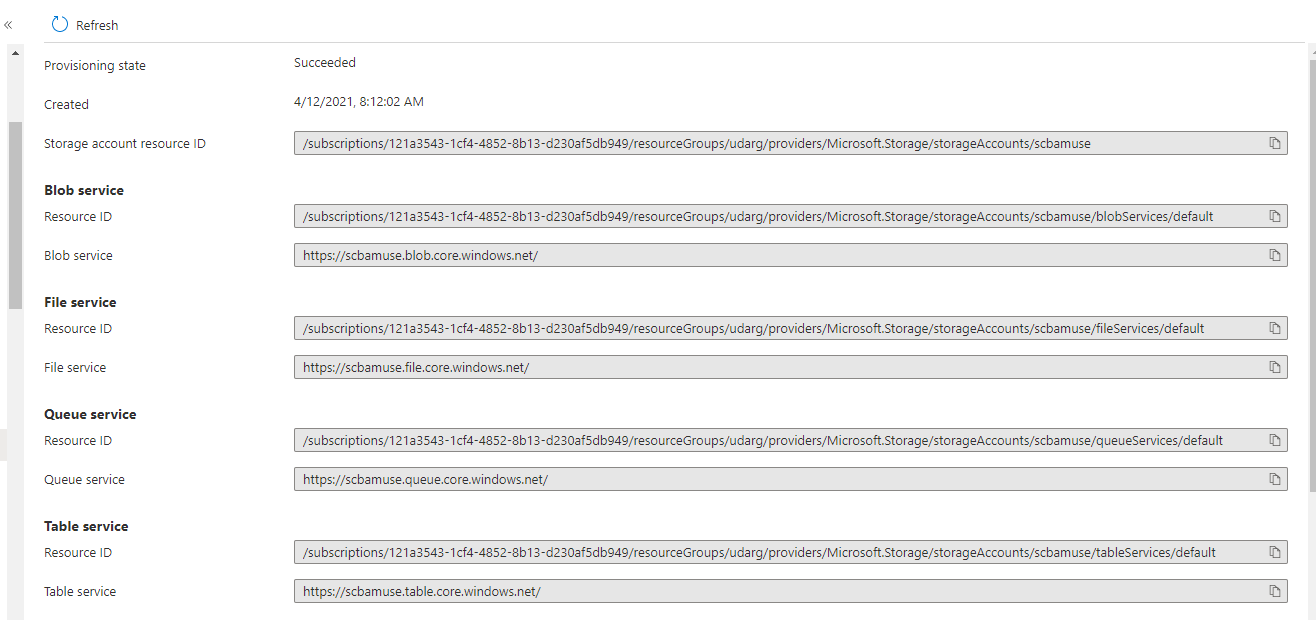 Refresh
Provisioning state Succeeded
Created 4/12/2021, 8:12:02 AM
Storage account resource ID /subscriptions/121a3543-1cf4-4852-8b13-d230af5db949/resourceGroups/udarg/providers/Microsoft.Storage/storageAccounts/scbamuse
Blob service
Resource ID /subscriptions/121a3543-1cf4-4852-8b13-d230af5db949/resourceGroups/udarg/providers/Microsoft.Storage/storageAccounts/scbamuse/blobServices/default
Blob service https://scbamuse.blob.core.windows.net/
File service
Resource ID /subscriptions/121a3543-1cf4-4852-8b13-d230af5db949/resourceGroups/udarg/providers/Microsoft.Storage/storageAccounts/scbamuse/fileServices/default
File service https://scbamuse.file.core.windows.net/
Queue service
Resource ID /subscriptions/121a3543-1cf4-4852-8b13-d230af5db949/resourceGroups/udarg/providers/Microsoft.Storage/storageAccounts/scbamuse/queueServices/default
Queue service https://scbamuse.queue.core.windows.net/
Table service
Resource ID /subscriptions/121a3543-1cf4-4852-8b13-d230af5db949/resourceGroups/udarg/providers/Microsoft.Storage/storageAccounts/scbamuse/tableServices/default
Table service https://scbamuse.table.core.windows.net/